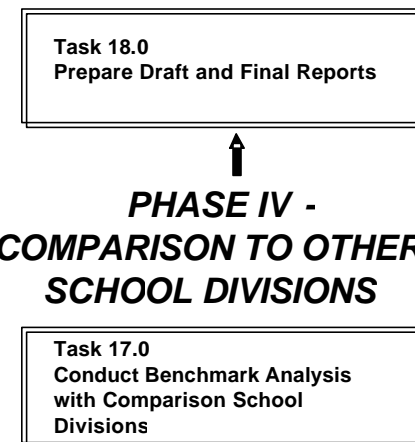 Task 18.0
Prepare Draft and Final Reports
PHASE IV -
COMPARISON TO OTHER
SCHOOL DIVISIONS
Task 17.0
Conduct Benchmark Analysis
with Comparison School
Divisions